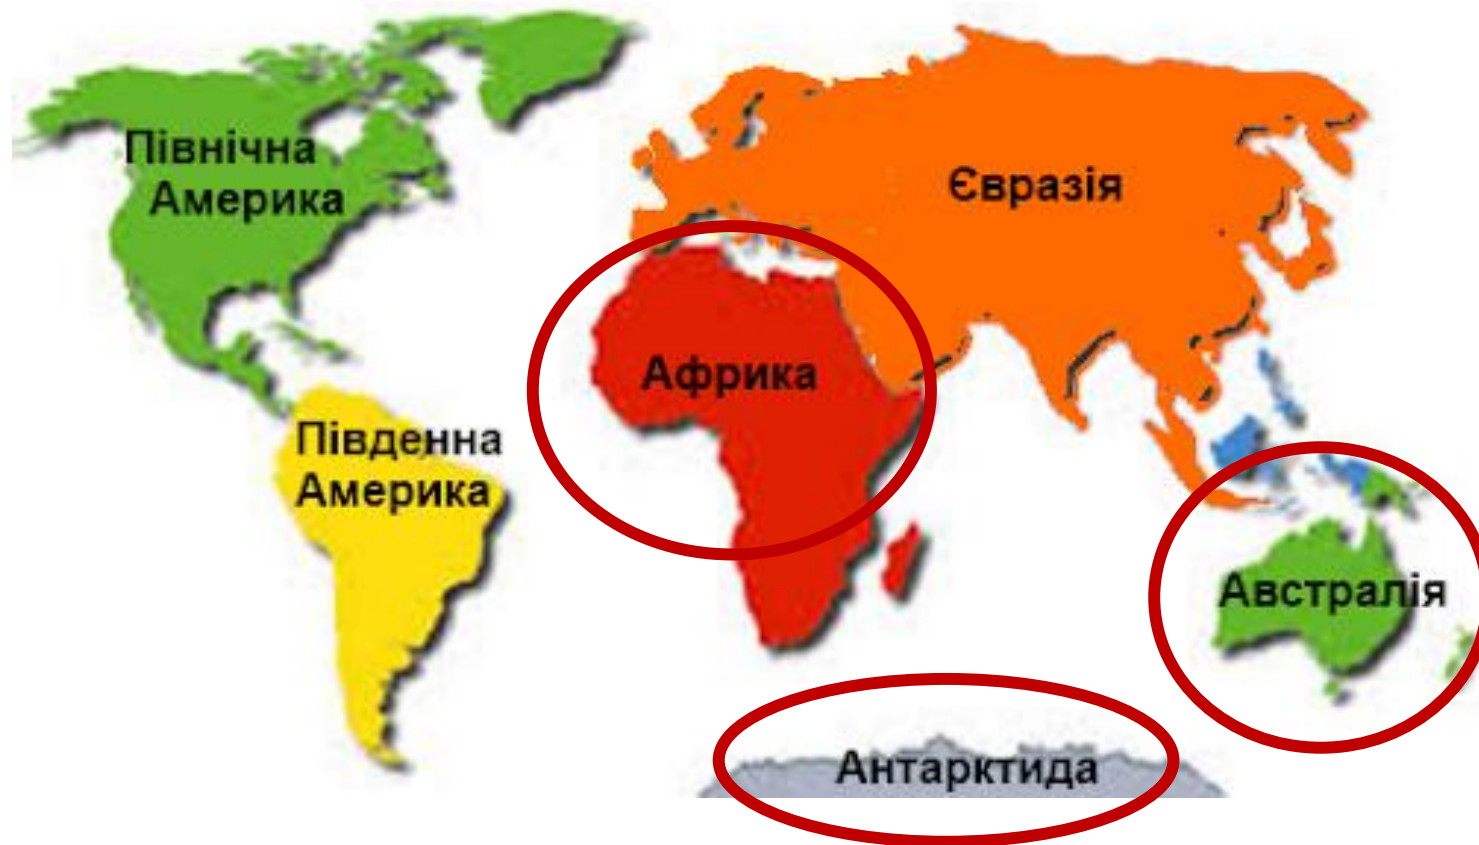 Північна
Америка
Євразія
Африка
Південна
Америка
Австралія
Антарктида